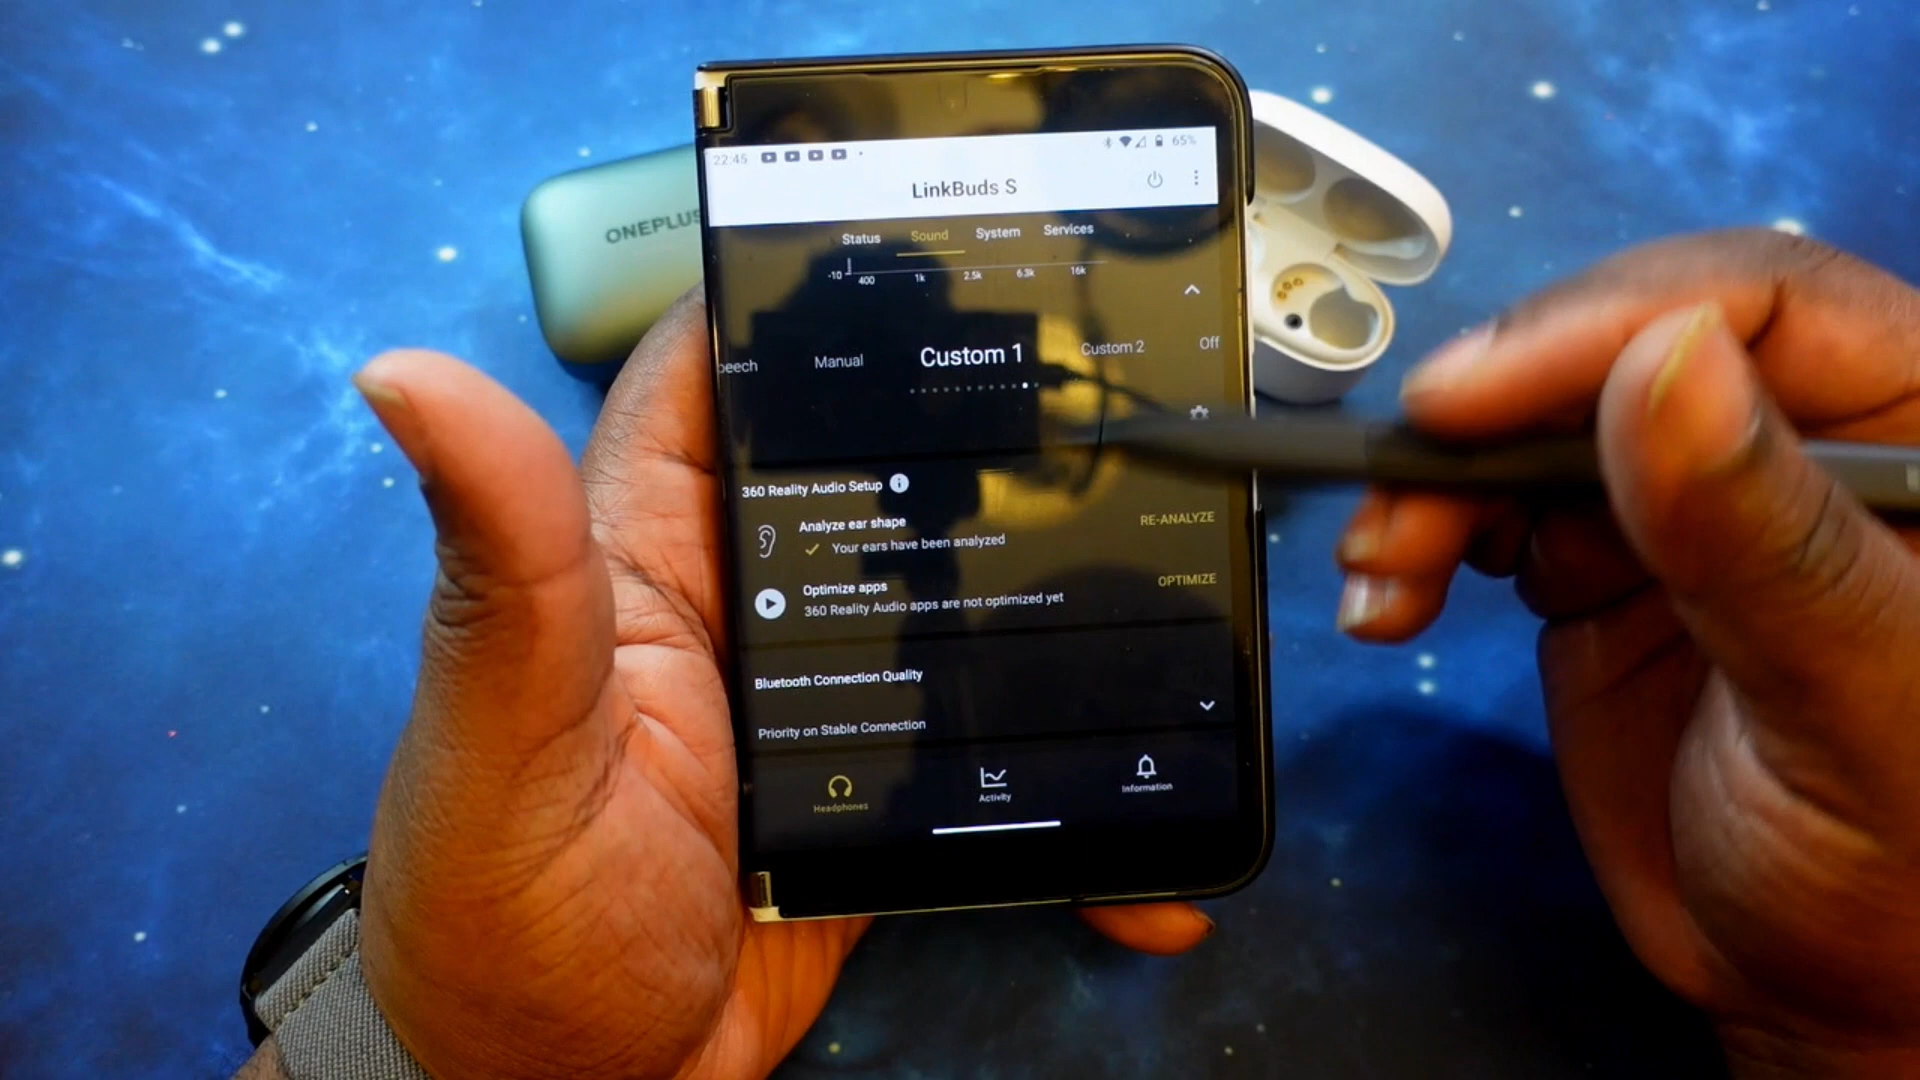 ONEPLUS
22:45
65%
LinkBuds S
Status Sound System Services
-10 400 1k 2.5k 6.3k 16k
peech Manual Custom 1 Custom 2 Off
360 Reality Audio Setup
Analyze ear shape
RE-ANALYZE
Your ears have been analyzed
Optimize apps
OPTIMIZE
360 Reality Audio apps are not optimized yet
Bluetooth Connection Quality
Priority on Stable Connection
Headphones Activity Information